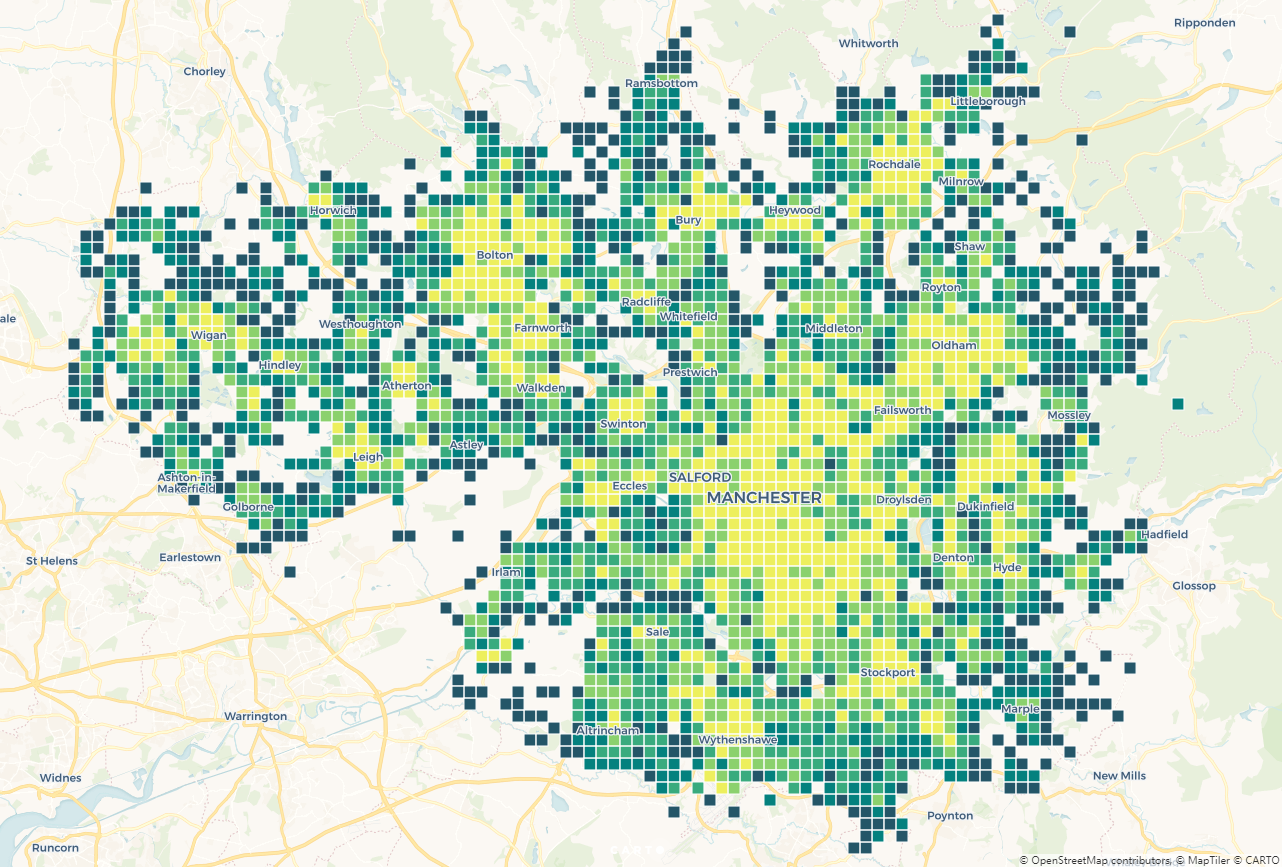 Ripponden
Whitworth
Chorley
Ramsbottom
Littleborough
Rochdale
Milnrow
Horwich
Heywood
Bury
Shaw
Bolton
Royton
Radcliffe
Whitefield
ale
Westhoughton
Farnworth
Middleton
Wigan
Oldham
Hindley
Prestwich
Atherton
Walkden
Failsworth
Mossley
Swinton
Astley
Leigh
Ashton-in-
Makerfield
SALFORD
Eccles
MANCHESTER
Droylsden
Golborne
Dukinfield
Hadfield
Earlestown
St Helens
Denton
Hyde
Irlam
Glossop
Sale
Stockport
Marple
Warrington
Altrincham
Wythenshawe
Widnes
New Mills
Poynton
Runcorn
CARTO
© OpenStreetMap contributors, © MapTiler © CARTO